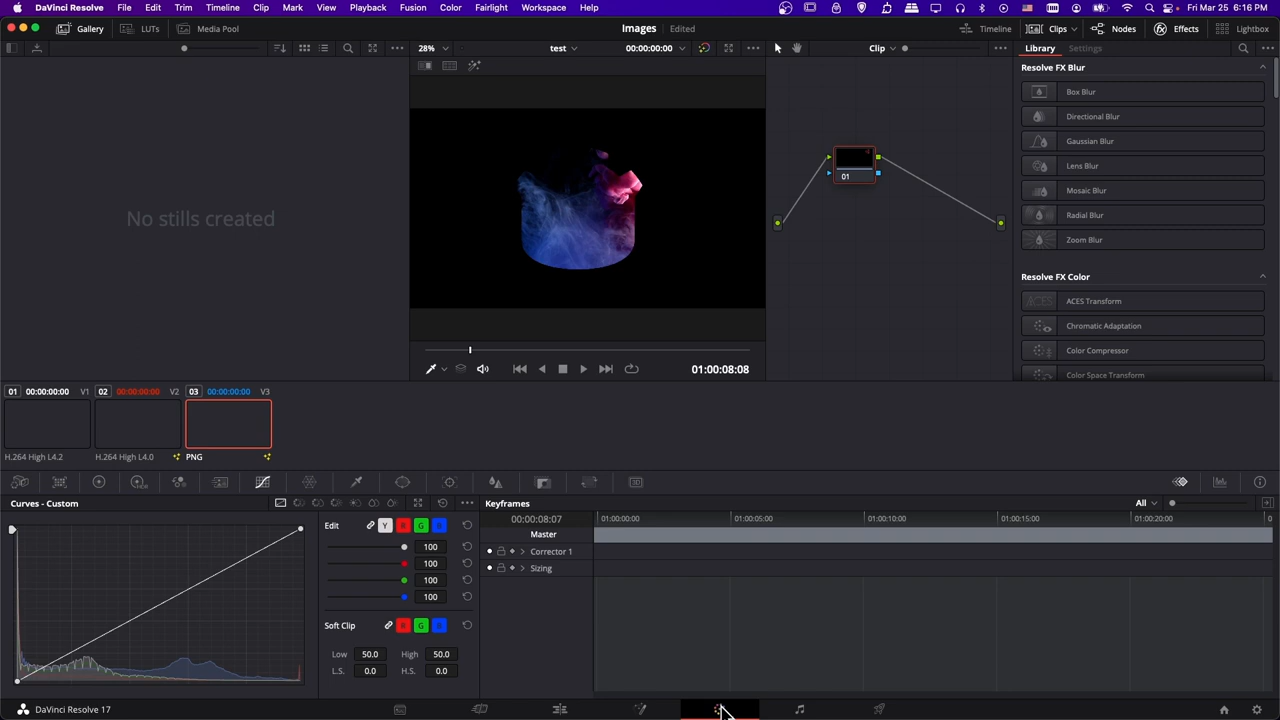 DaVinci Resolve File Edit Trim Timeline Clip Mark View Playback Fusion Color Fairlight Workspace Help Fri Mar 25 6:16 PM
Gallery LUTs Media Pool Images Edited Timeline Clips Nodes Effects Lightbox
28% test 00:00:00:00 Clip Library Settings
Resolve FX Blur
Box Blur
Directional Blur
Gaussian Blur
Lens Blur
Mosaic Blur
Radial Blur
Zoom Blur
Resolve FX Color
ACES Transform
Chromatic Adaptation
Color Compressor
Color Space Transform
01
No stills created
01:00:08:08
01 00:00:00:00 V1 02 00:00:00:00 V2 03 00:00:00:00 V3
H.264 High L4.2 H.264 High L4.0 PNG
Curves - Custom
Edit Y R G B
100
100
100
100
Soft Clip R G B
Low 50.0 High 50.0
L.S. 0.0 H.S. 0.0
Keyframes All
00:00:08:07 01:00:00:00 01:00:05:00 01:00:10:00 01:00:15:00 01:00:20:00 0
Master
Corrector 1
Sizing
DaVinci Resolve 17